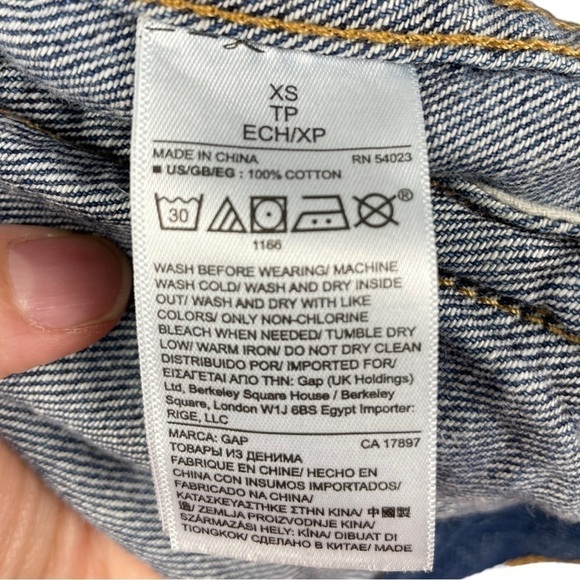 XS
TP
ECH/XP
MADE IN CHINA RN 54023
■ US/GB/EG : 100% COTTON
30 ®
1166
WASH BEFORE WEARING/ MACHINE
WASH COLD/ WASH AND DRY INSIDE
OUT/ WASH AND DRY WITH LIKE
COLORS/ ONLY NON-CHLORINE
BLEACH WHEN NEEDED/ TUMBLE DRY
LOW/ WARM IRON/ DO NOT DRY CLEAN
DISTRIBUIDO POR/ IMPORTED FOR/
ΕΙΣΑΓΕΤΑΙ ΑΠΟ ΤΗΝ: Gap (UK Holdings)
Ltd, Berkeley Square House / Berkeley
Square, London W1J 6BS Egypt Importer:
RIGE, LLC
MARCA: GAP CA 17897
ТОВАРЫ ИЗ ДЕНИМА
FABRIQUE EN CHINE/ HECHO EN
CHINA CON INSUMOS IMPORTADOS/
FABRICADO NA CHINA/
ΚΑΤΑΣΚΕΥΑΣΤΗΚΕ ΣΤΗΝ ΚΙΝΑ/ 中國製
造/ ZEMLJA PROIZVODNJE KINA/
SZÁRMAZÁSI HELY: KÍNA/ DIBUAT DI
TIONGKOK/ СДЕЛАНО В КИТАЕ/ MADE